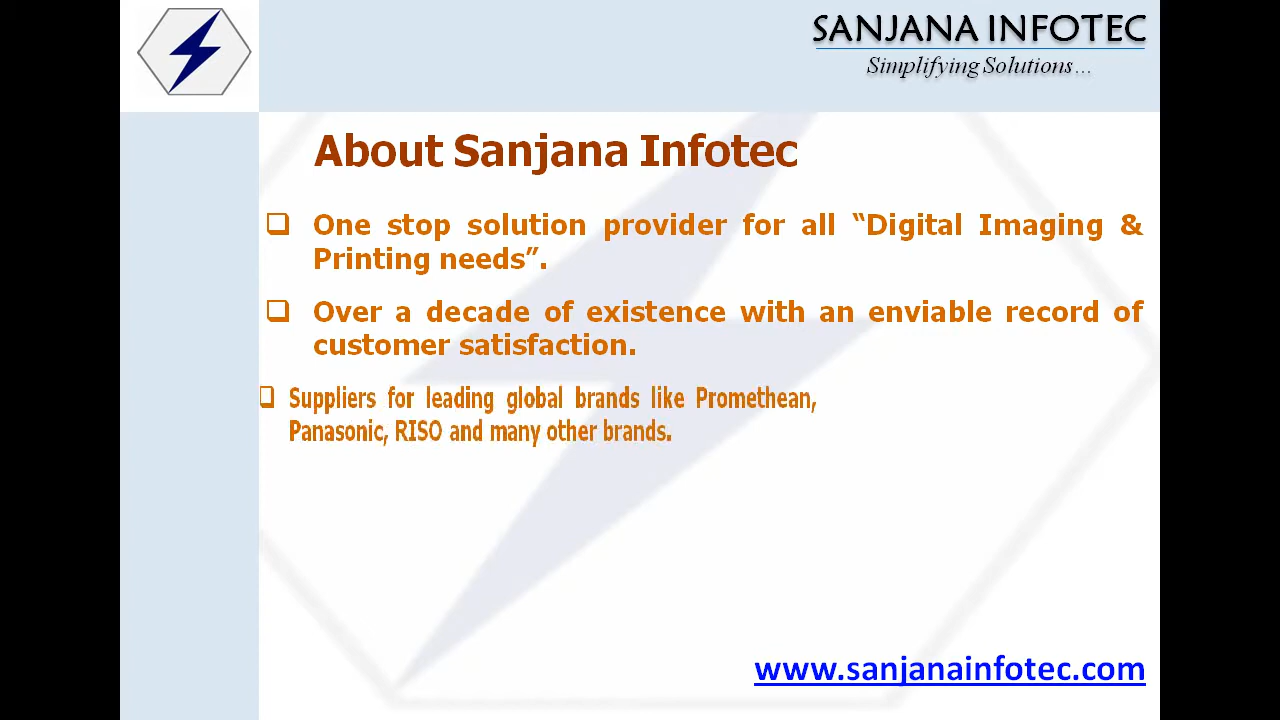 SANJANA INFOTEC
Simplifying Solutions...
About Sanjana Infotec
❑ One stop solution provider for all “Digital Imaging &
Printing needs”.
❑ Over a decade of existence with an enviable record of
customer satisfaction.
❑ Suppliers for leading global brands like Promethean,
Panasonic, RISO and many other brands.
www.sanjanainfotec.com